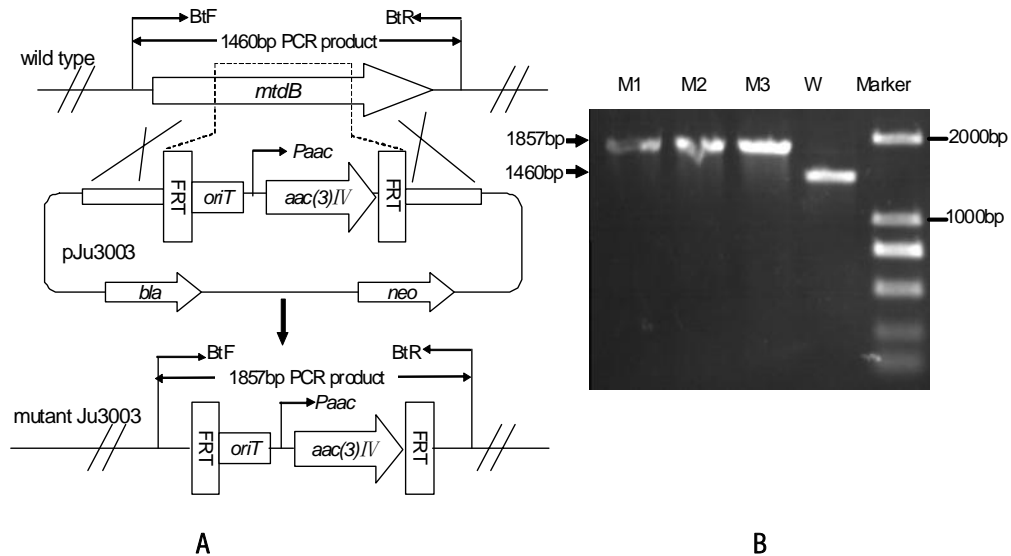 BtF
BtR
1460bp PCR product
wild type
mtdB
Paac
FRT
oriT
aac(3)IV
FRT
pJu3003
bla
neo
BtF
BtR
1857bp PCR product
mutant Ju3003
Paac
FRT
oriT
aac(3)IV
FRT
A
M1 M2 M3 W Marker
1857bp
2000bp
1460bp
1000bp
B